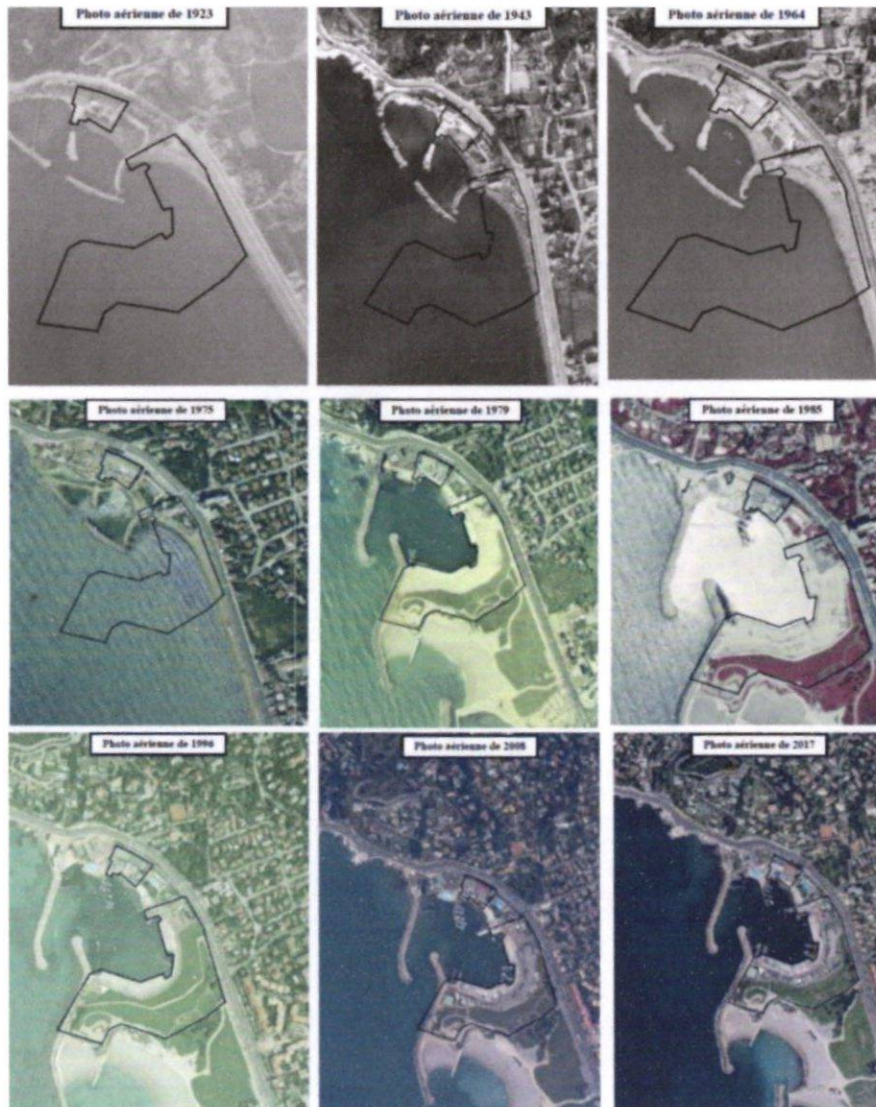 Photo aérienne de 1923
Photo aérienne de 1943
Photo aérienne de 1964
Photo aérienne de 1975
Photo aérienne de 1979
Photo aérienne de 1985
Photo aérienne de 1996
Photo aérienne de 2008
Photo aérienne de 2017